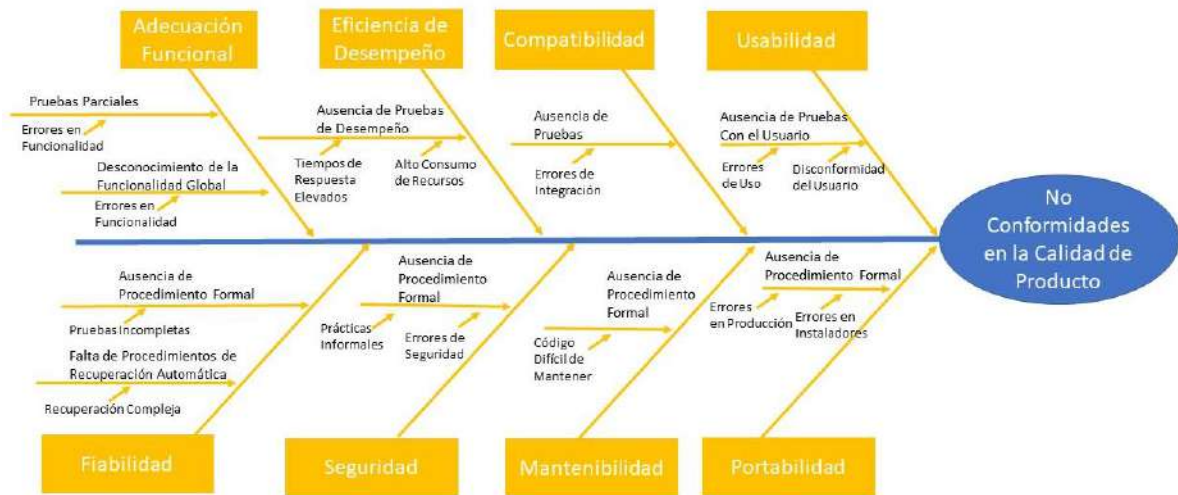 Adecuación
Funcional
Eficiencia de
Desempeño
Compatibilidad
Usabilidad
Pruebas Parciales
Errores en
Funcionalidad
Desconocimiento de la
Funcionalidad Global
Errores en
Funcionalidad
Ausencia de Pruebas
de Desempeño
Tiempos de
Respuesta
Elevados
Alto Consumo
de Recursos
Ausencia de
Pruebas
Errores de
Integración
Ausencia de Pruebas
Con el Usuario
Errores
de Uso
Disconformidad
del Usuario
No
Conformidades
en la Calidad de
Producto
Ausencia de
Procedimiento Formal
Pruebas Incompletas
Falta de Procedimientos de
Recuperación Automática
Recuperación Compleja
Ausencia de
Procedimiento
Formal
Prácticas
Informales
Errores de
Seguridad
Ausencia de
Procedimiento
Formal
Código
Difícil de
Mantener
Ausencia de
Procedimiento Formal
Errores
en Producción
Errores en
Instaladores
Fiabilidad
Seguridad
Mantenibilidad
Portabilidad